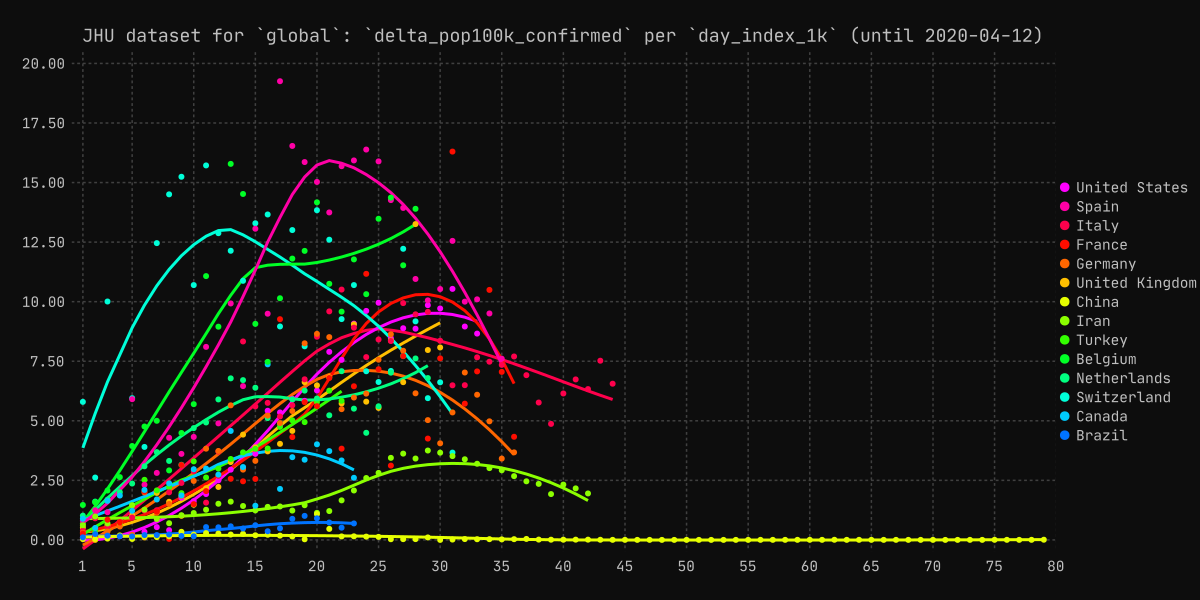 JHU dataset for `global`: `delta_pop100k_confirmed` per `day_index_1k` (until 2020-04-12)
20.00
17.50
15.00
12.50
10.00
7.50
5.00
2.50
0.00
1 5 10 15 20 25 30 35 40 45 50 55 60 65 70 75 80
United States
Spain
Italy
France
Germany
United Kingdom
China
Iran
Turkey
Belgium
Netherlands
Switzerland
Canada
Brazil